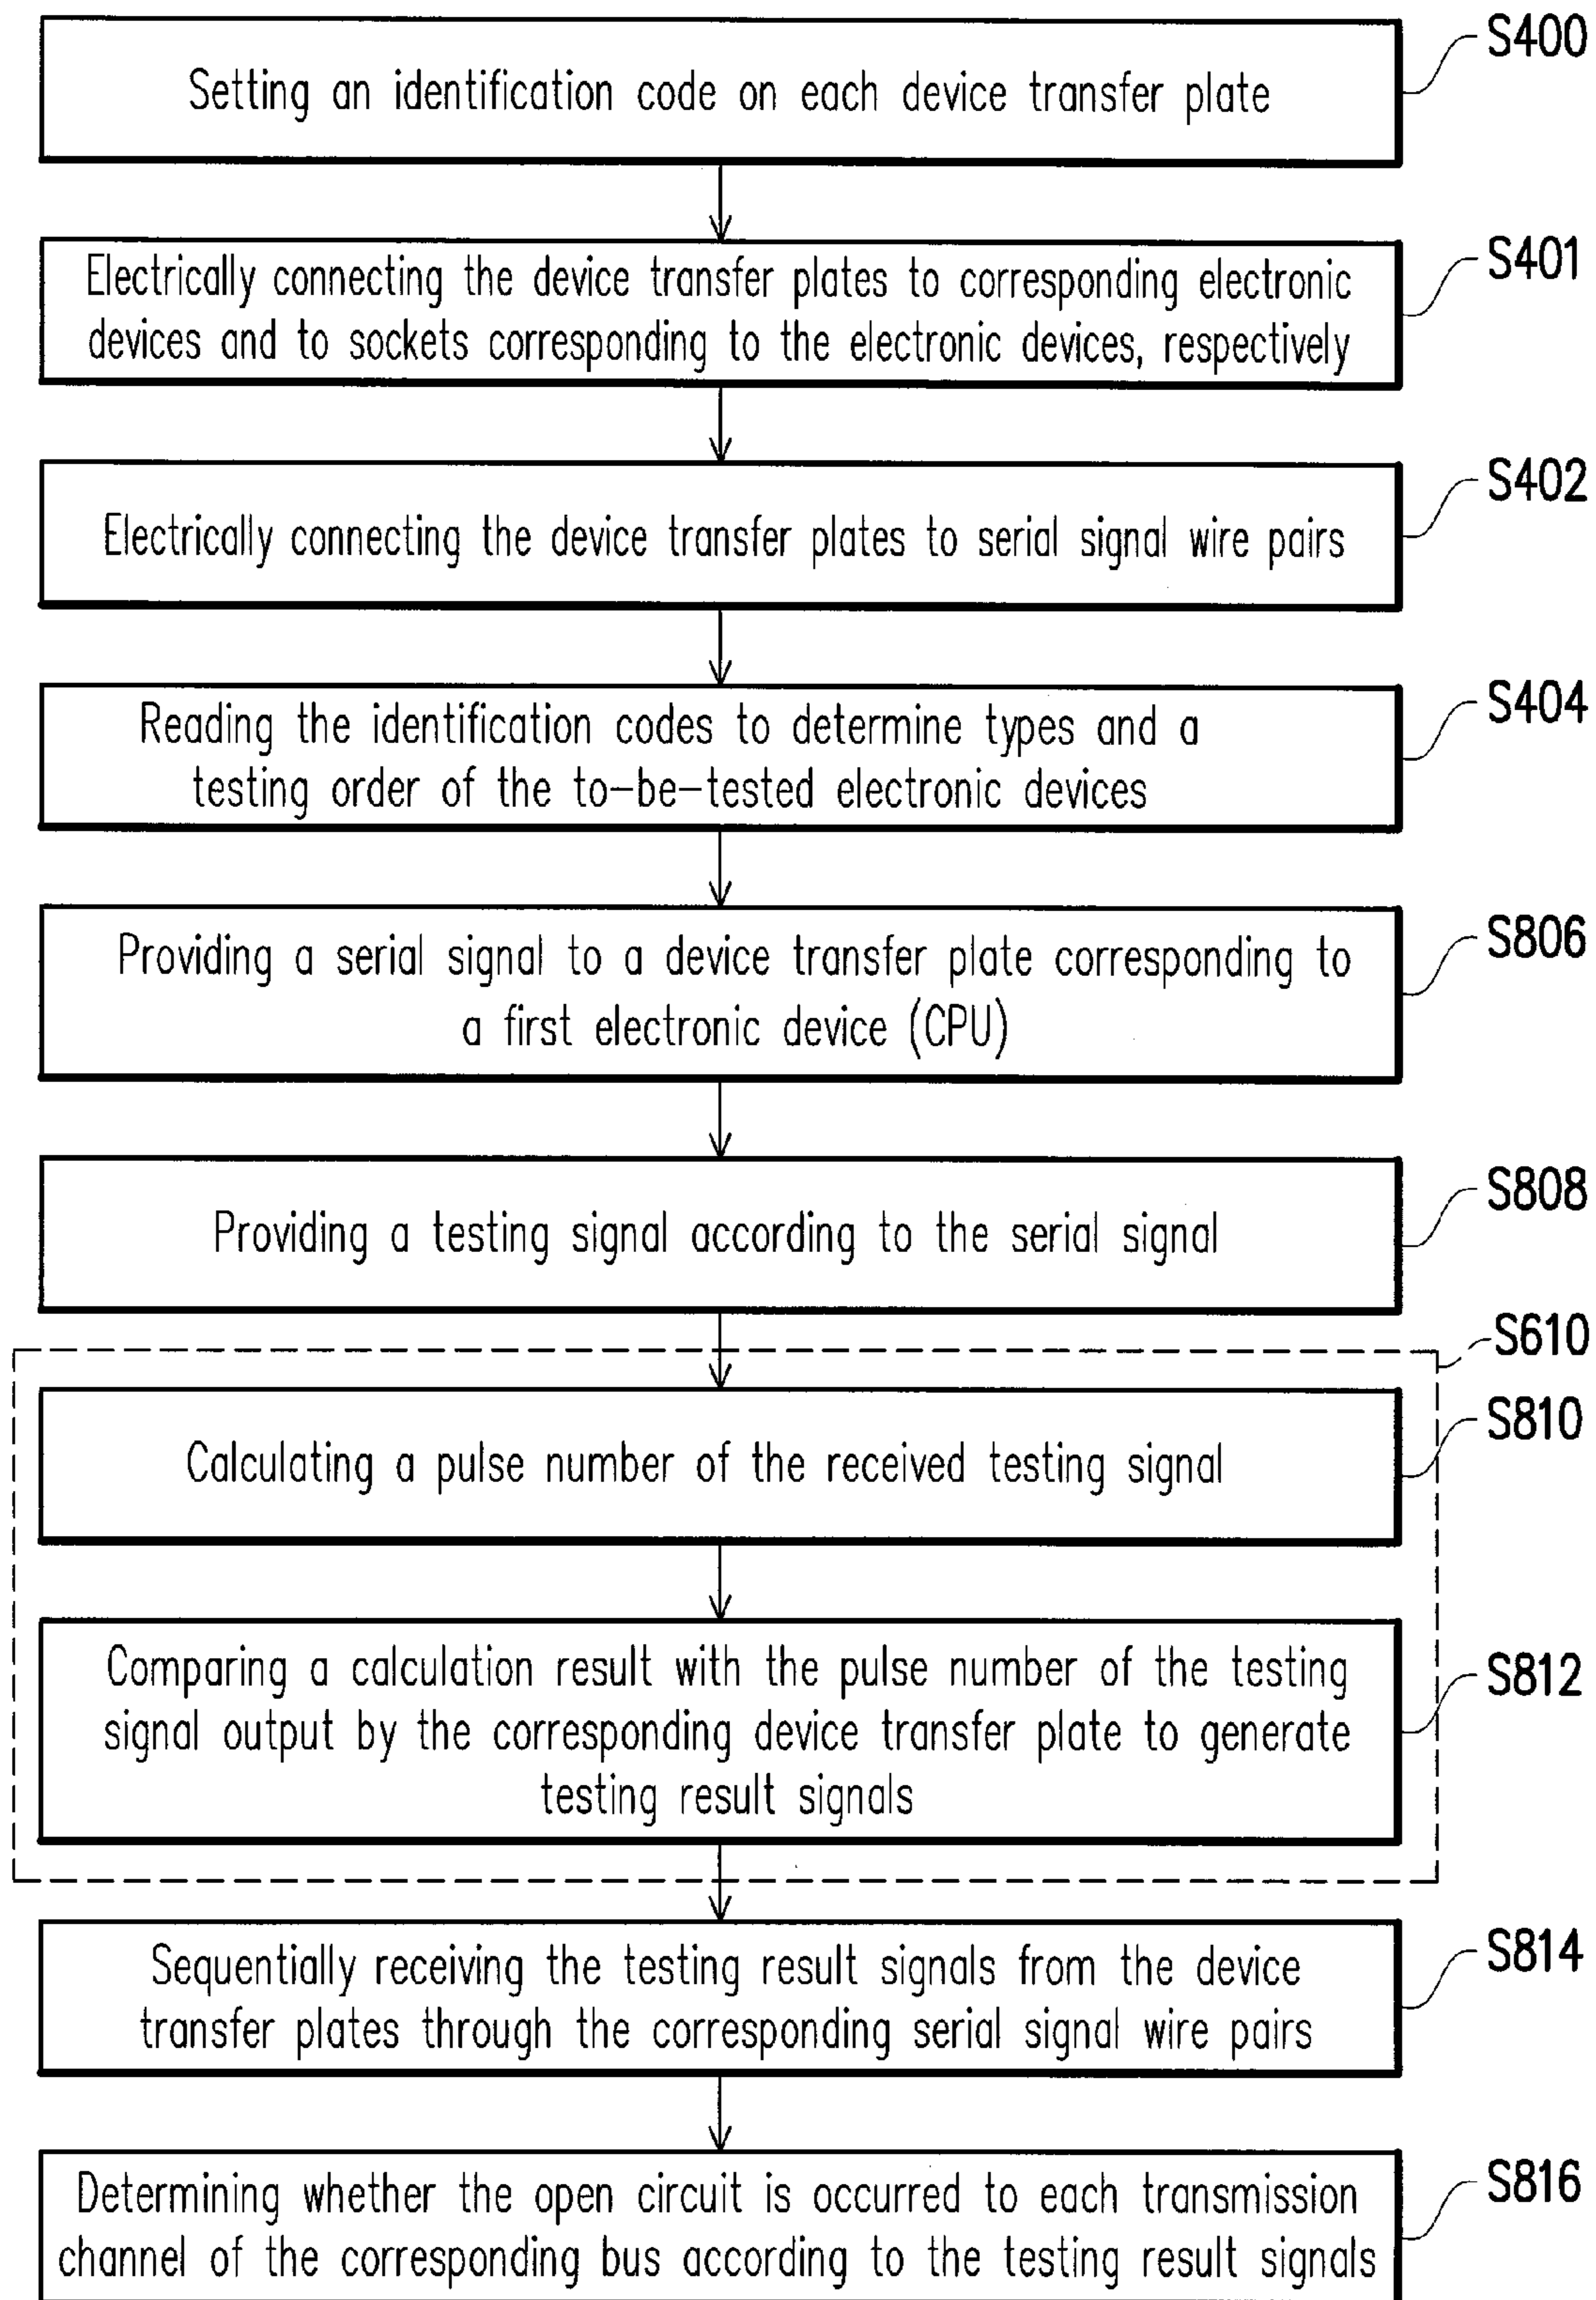 S400
Setting an identification code on each device transfer plate
S401
Electrically connecting the device transfer plates to corresponding electronic
devices and to sockets corresponding to the electronic devices, respectively
S402
Electrically connecting the device transfer plates to serial signal wire pairs
S404
Reading the identification codes to determine types and a
testing order of the to-be-tested electronic devices
S806
Providing a serial signal to a device transfer plate corresponding to
a first electronic device (CPU)
S808
Providing a testing signal according to the serial signal
S610
S810
Calculating a pulse number of the received testing signal
S812
Comparing a calculation result with the pulse number of the testing
signal output by the corresponding device transfer plate to generate
testing result signals
S814
Sequentially receiving the testing result signals from the device
transfer plates through the corresponding serial signal wire pairs
S816
Determining whether the open circuit is occurred to each transmission
channel of the corresponding bus according to the testing result signals